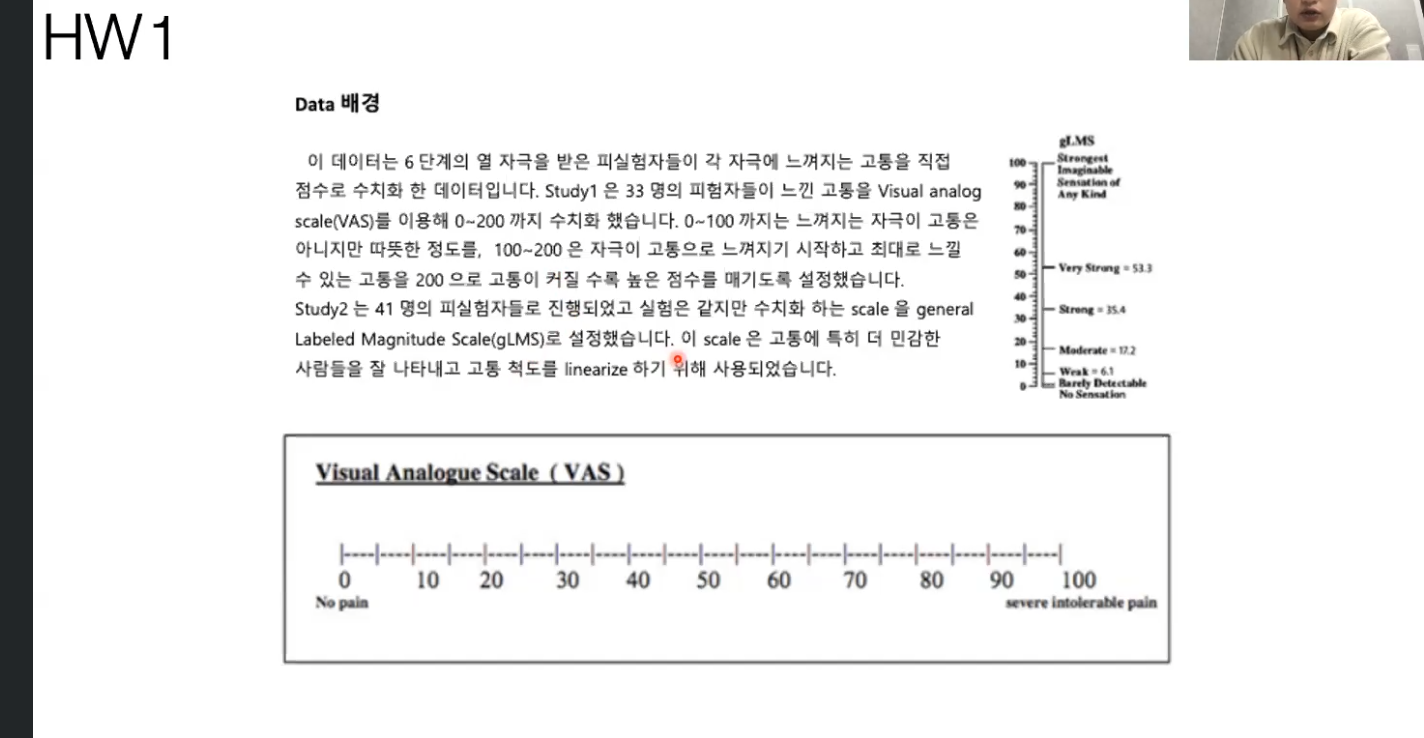 HW1
Data 배경
이 데이터는 6 단계의 열 자극을 받은 피실험자들이 각 자극에 느껴지는 고통을 직접
점수로 수치화 한 데이터입니다. Study1 은 33 명의 피험자들이 느낀 고통을 Visual analog
scale(VAS)를 이용해 0~200 까지 수치화 했습니다. 0~100 까지는 느껴지는 자극이 고통은
아니지만 따뜻한 정도를, 100~200 은 자극이 고통으로 느껴지기 시작하고 최대로 느낄
수 있는 고통을 200 으로 고통이 커질 수록 높은 점수를 매기도록 설정했습니다.
Study2 는 41 명의 피실험자들로 진행되었고 실험은 같지만 수치화 하는 scale 을 general
Labeled Magnitude Scale(gLMS)로 설정했습니다. 이 scale 은 고통에 특히 더 민감한
사람들을 잘 나타내고 고통 척도를 linearize 하기 위해 사용되었습니다.
gLMS
100 Strongest
Imaginable
90 Sensation of
Any Kind
80
70
60
Very Strong = 53.3
50
40
Strong = 35.4
30
20
Moderate = 17.2
10
Weak = 6.1
0 Barely Detectable
No Sensation
Visual Analogue Scale ( VAS )
0 10 20 30 40 50 60 70 80 90 100
No pain severe intolerable pain